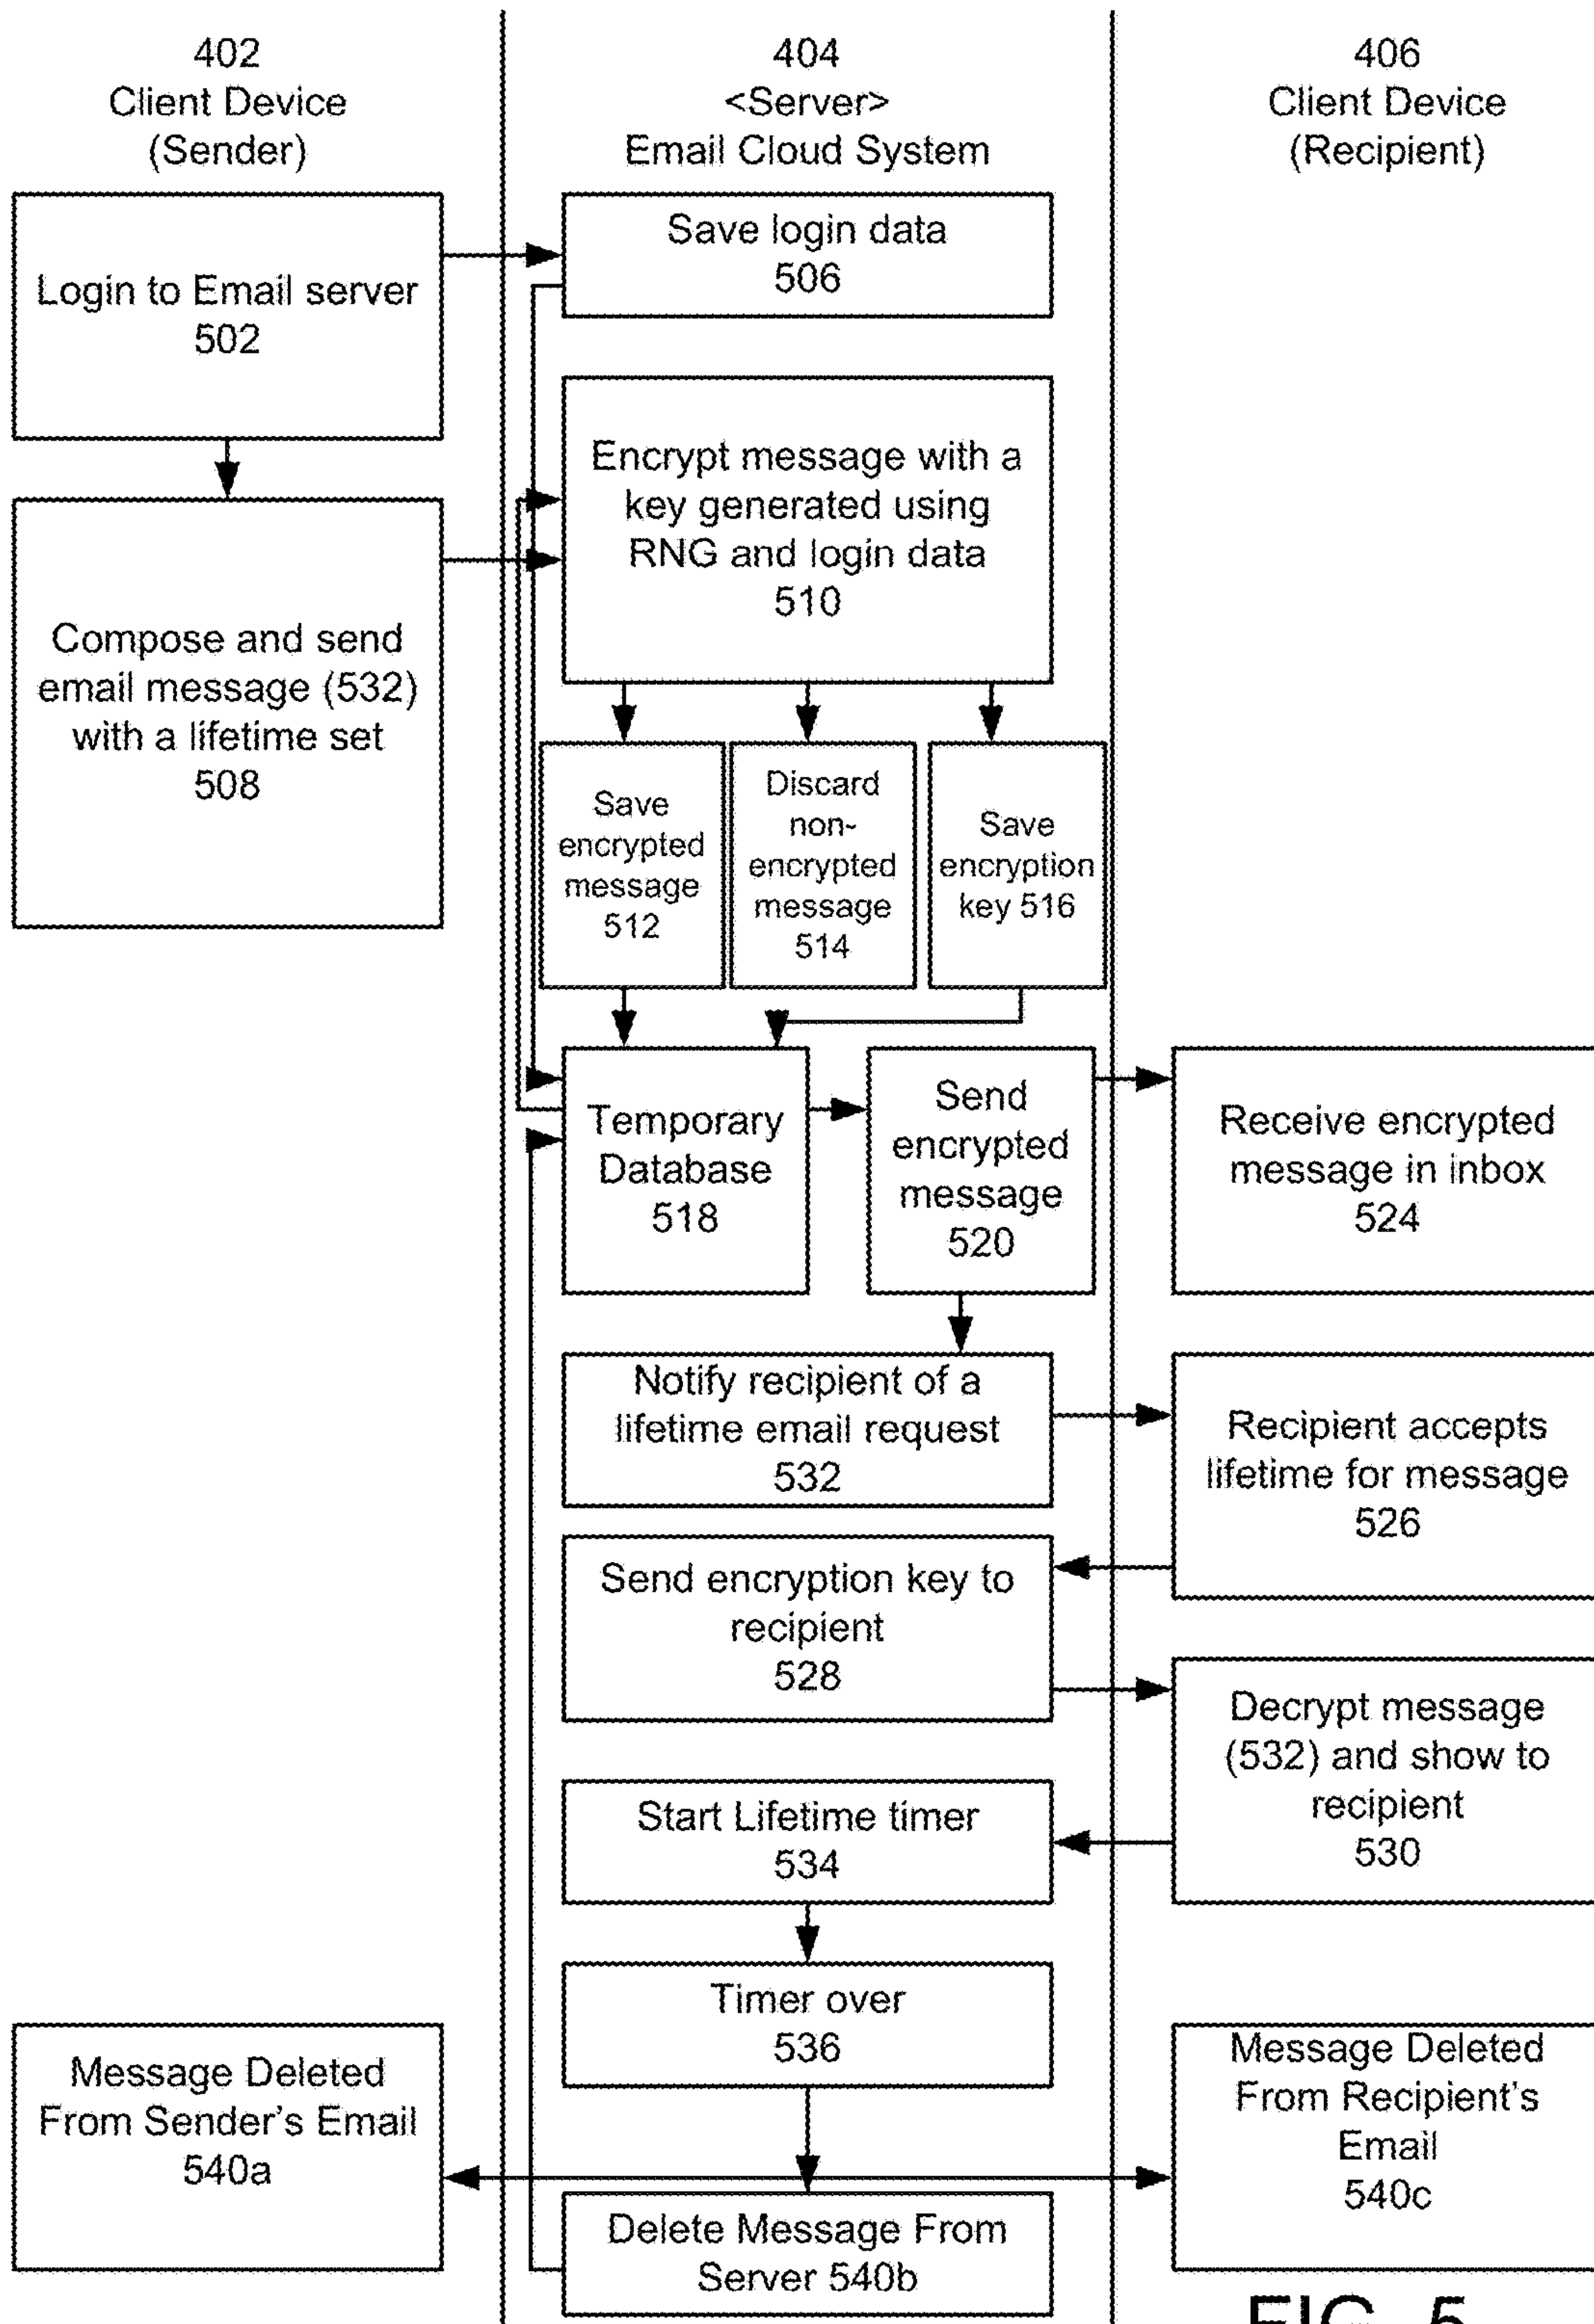 402
Client Device
(Sender)
404
<Server>
Email Cloud System
406
Client Device
(Recipient)
Login to Email server
502
Save login data
506
Encrypt message with a
key generated using
RNG and login data
510
Compose and send
email message (532)
with a lifetime set
508
Save
encrypted
message
512
Discard
non-
encrypted
message
514
Save
encryption
key 516
Temporary
Database
518
Send
encrypted
message
520
Receive encrypted
message in inbox
524
Notify recipient of a
lifetime email request
532
Recipient accepts
lifetime for message
526
Send encryption key to
recipient
528
Decrypt message
(532) and show to
recipient
530
Start Lifetime timer
534
Timer over
536
Message Deleted
From Sender's Email
540a
Message Deleted
From Recipient's
Email
540c
Delete Message From
Server 540b
FIG. 5